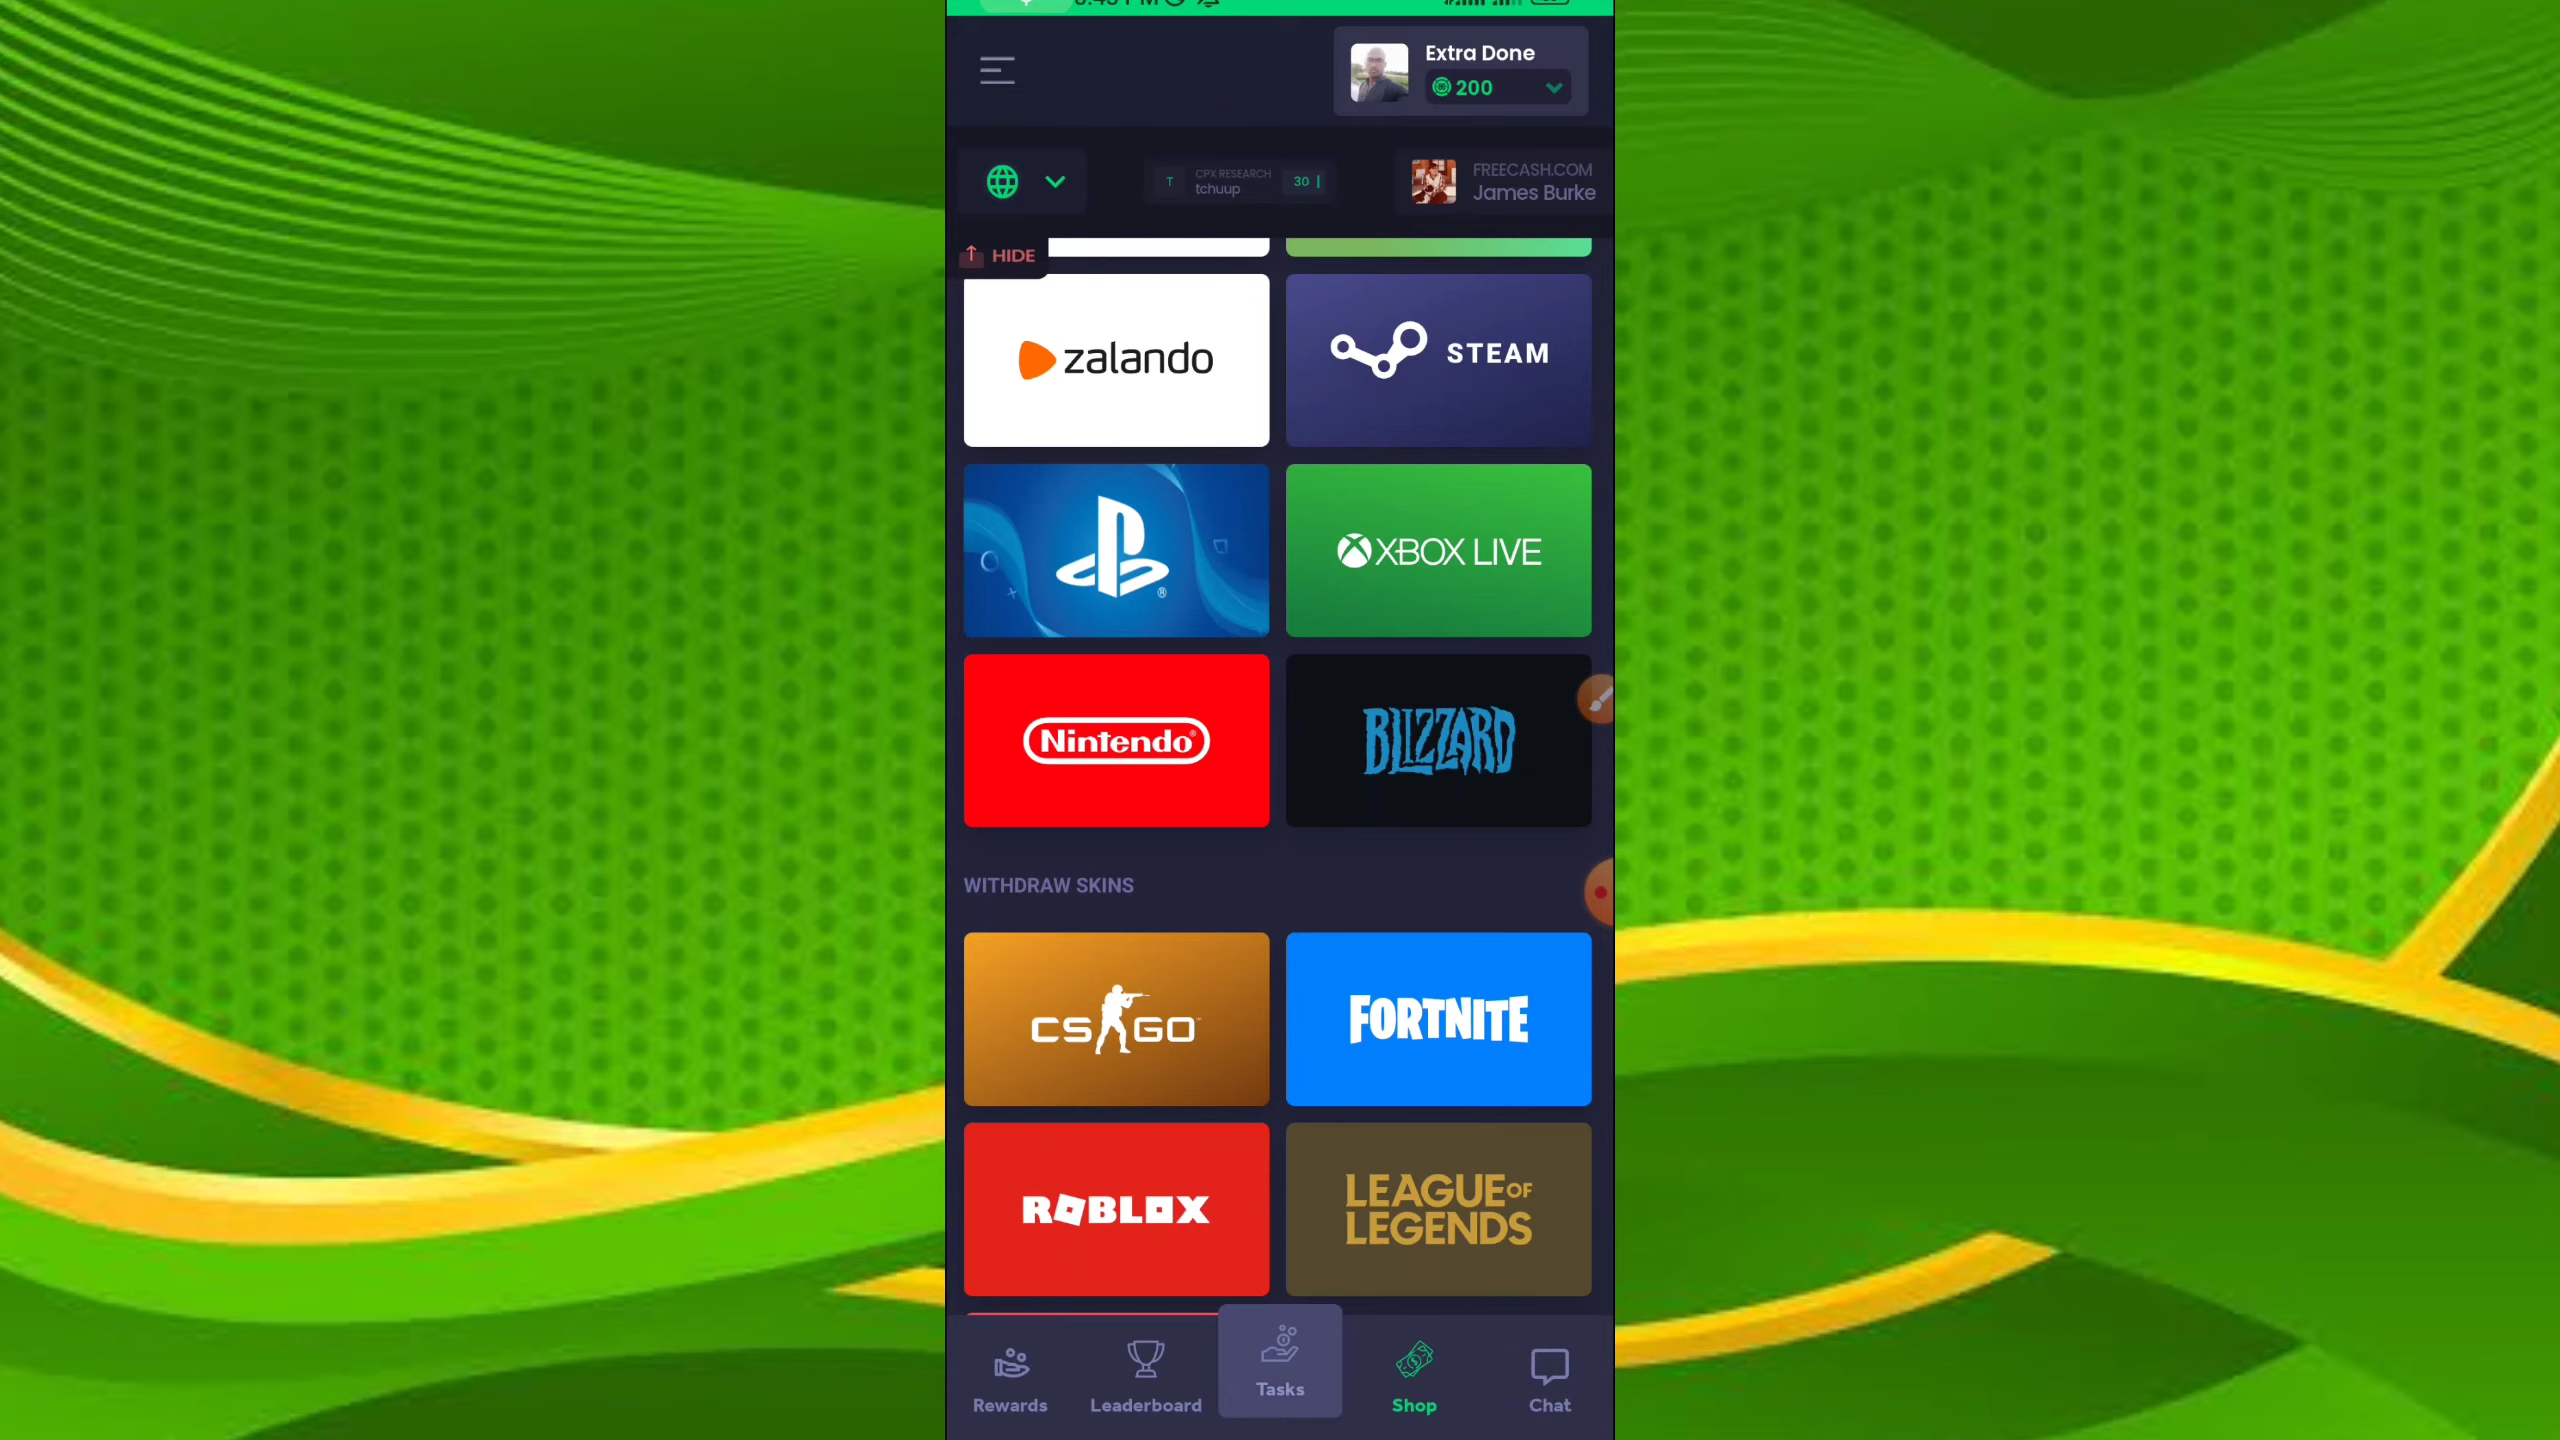 Extra Done
200
CPX RESEARCH
T
tchuup
30
FREECASH.COM
James Burke
HIDE
zalando
STEAM
XBOX LIVE
Nintendo®
BLIZZARD
WITHDRAW SKINS
CS GO
FORTNITE
ROBLOX
LEAGUE OF
LEGENDS
Rewards
Leaderboard
Tasks
Shop
Chat